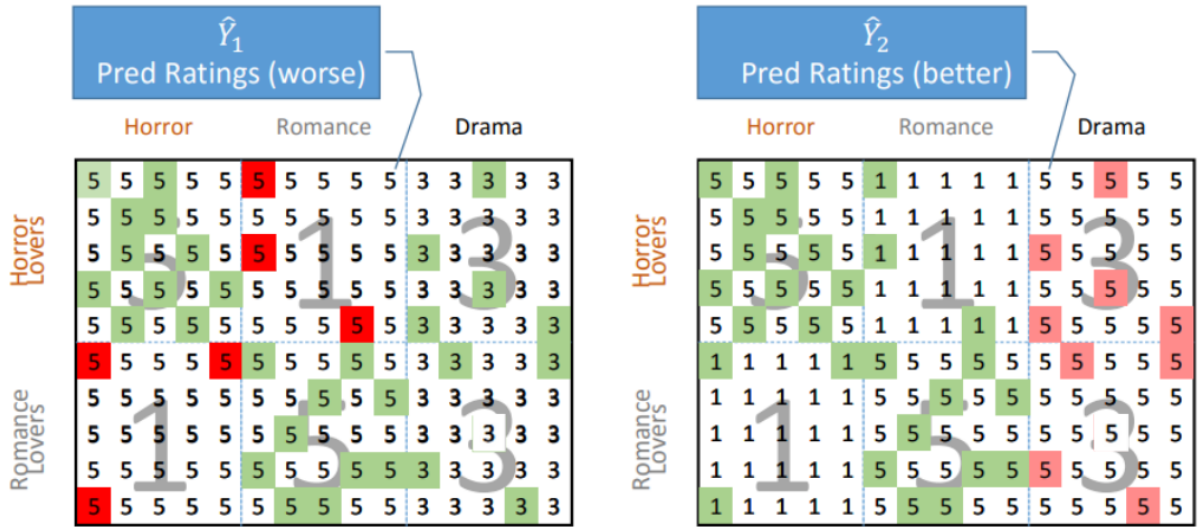 Ŷ₁
Pred Ratings (worse)
Horror Romance Drama
Horror
Lovers
Romance
Lovers
5 1 3
1 5 3
5 5 5 5 5 5 5 5 5 5 3 3 3 3 3
5 5 5 5 5 5 5 5 5 5 3 3 3 3 3
5 5 5 5 5 5 5 5 5 5 3 3 3 3 3
5 5 5 5 5 5 5 5 5 5 3 3 3 3 3
5 5 5 5 5 5 5 5 5 5 3 3 3 3 3
5 5 5 5 5 5 5 5 5 5 3 3 3 3 3
5 5 5 5 5 5 5 5 5 5 3 3 3 3 3
5 5 5 5 5 5 5 5 5 5 3 3 3 3 3
5 5 5 5 5 5 5 5 5 5 3 3 3 3 3
5 5 5 5 5 5 5 5 5 5 3 3 3 3 3
Ŷ₂
Pred Ratings (better)
Horror Romance Drama
Horror
Lovers
Romance
Lovers
5 1 3
1 5 3
5 5 5 5 5 1 1 1 1 1 5 5 5 5 5
5 5 5 5 5 1 1 1 1 1 5 5 5 5 5
5 5 5 5 5 1 1 1 1 1 5 5 5 5 5
5 5 5 5 5 1 1 1 1 1 5 5 5 5 5
5 5 5 5 5 1 1 1 1 1 5 5 5 5 5
1 1 1 1 1 5 5 5 5 5 5 5 5 5 5
1 1 1 1 1 5 5 5 5 5 5 5 5 5 5
1 1 1 1 1 5 5 5 5 5 5 5 5 5 5
1 1 1 1 1 5 5 5 5 5 5 5 5 5 5
1 1 1 1 1 5 5 5 5 5 5 5 5 5 5